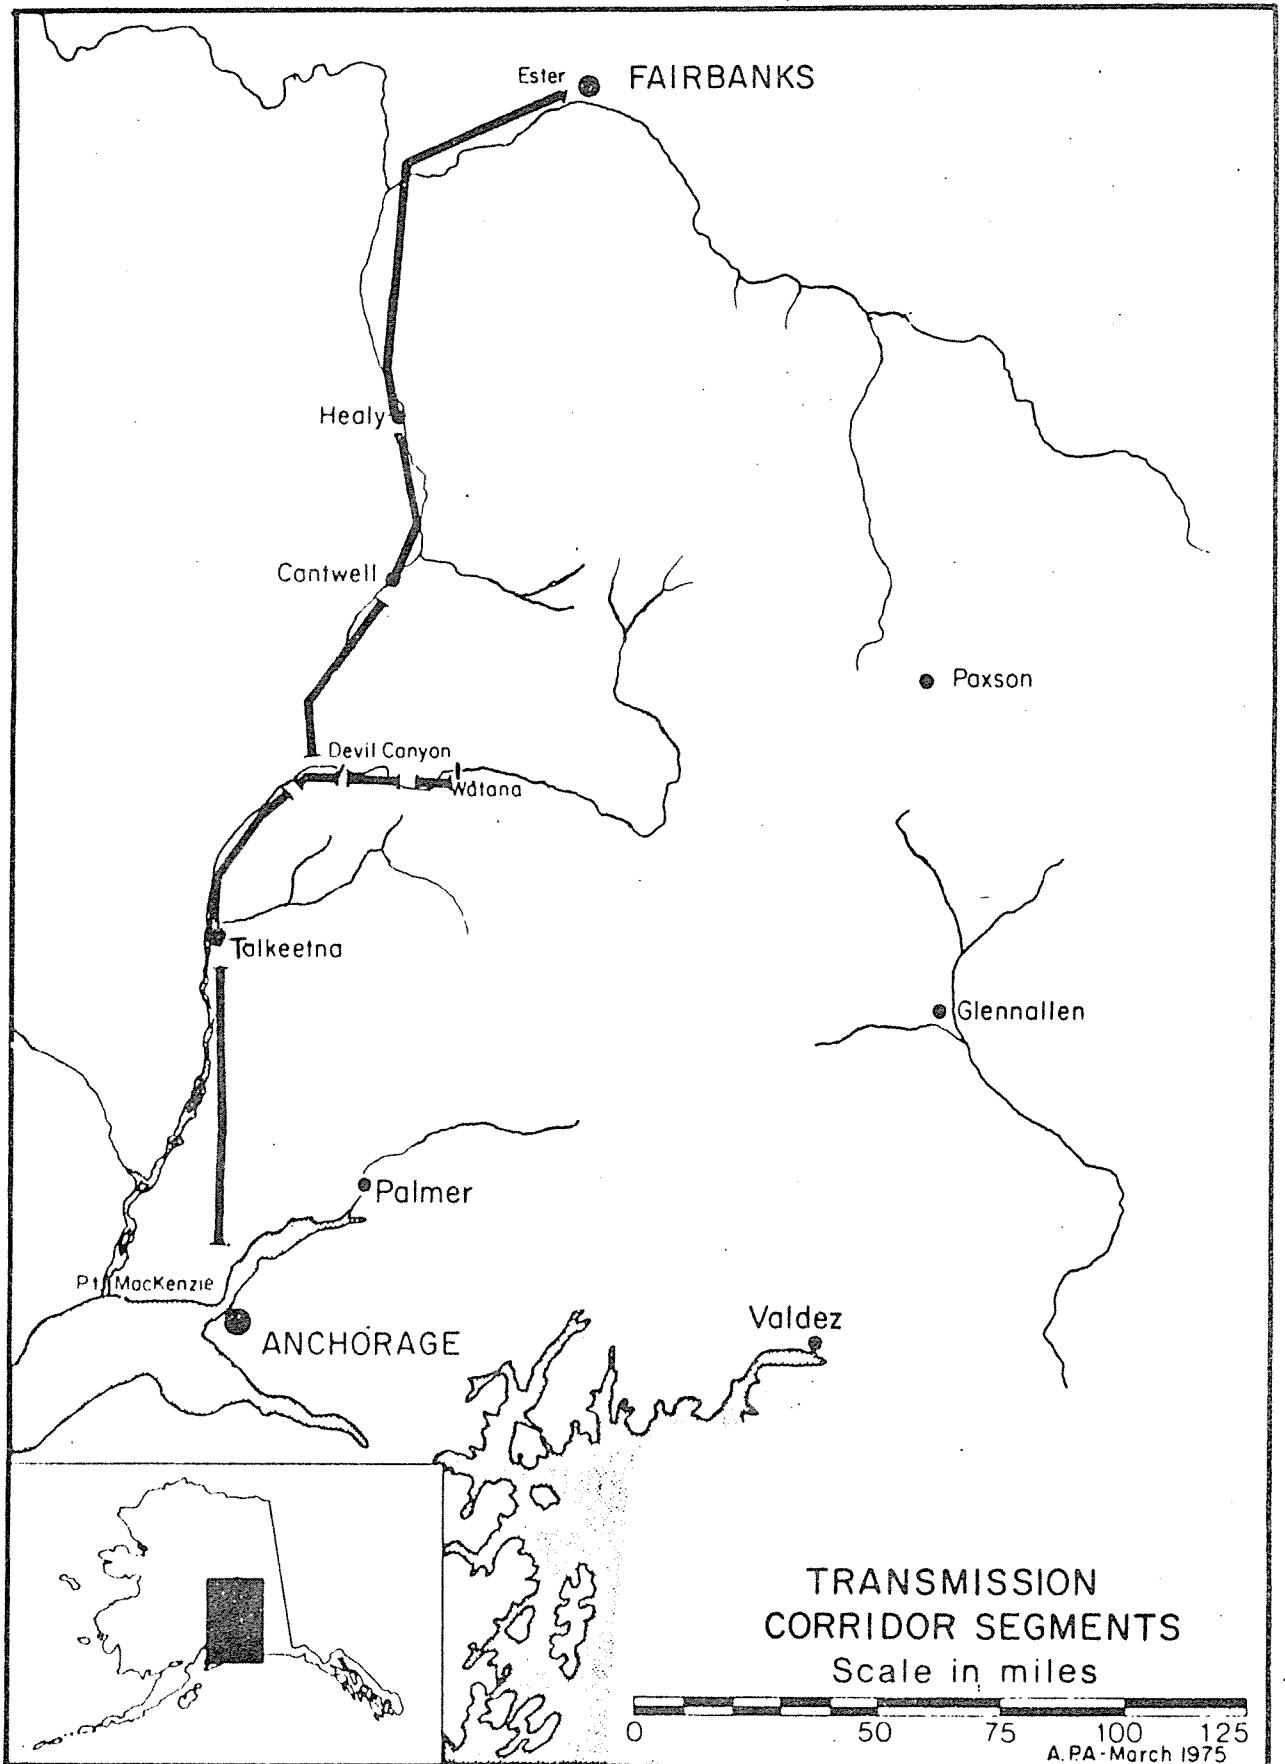 Ester
FAIRBANKS
Healy
Cantwell
Paxson
Devil Canyon
Watana
Talkeetna
Glennallen
Palmer
Pt. MacKenzie
ANCHORAGE
Valdez
TRANSMISSION
CORRIDOR SEGMENTS
Scale in miles
0 50 75 100 125
A.P.A.-March 1975